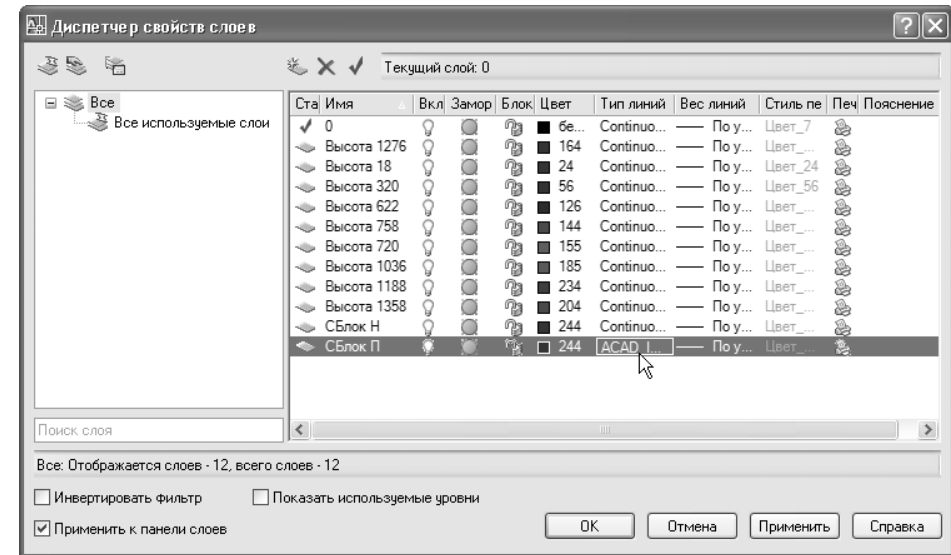 Диспетчер свойств слоев
Текущий слой: 0
Все
Все используемые слои
Ста Имя Вкл Замор Блок Цвет Тип линий Вес линий Стиль пе Печ Пояснение
0 бе... Continuo... По у... Цвет_7
Высота 1276 164 Continuo... По у... Цвет_...
Высота 18 24 Continuo... По у... Цвет_24
Высота 320 56 Continuo... По у... Цвет_56
Высота 622 126 Continuo... По у... Цвет_...
Высота 758 144 Continuo... По у... Цвет_...
Высота 720 155 Continuo... По у... Цвет_...
Высота 1036 185 Continuo... По у... Цвет_...
Высота 1188 234 Continuo... По у... Цвет_...
Высота 1358 204 Continuo... По у... Цвет_...
СБлок Н 244 Continuo... По у... Цвет_...
СБлок П 244 ACAD_I... По у... Цвет_...
Поиск слоя
Все: Отображается слоев - 12, всего слоев - 12
Инвертировать фильтр Показать используемые уровни
Применить к панели слоев
OK Отмена Применить Справка